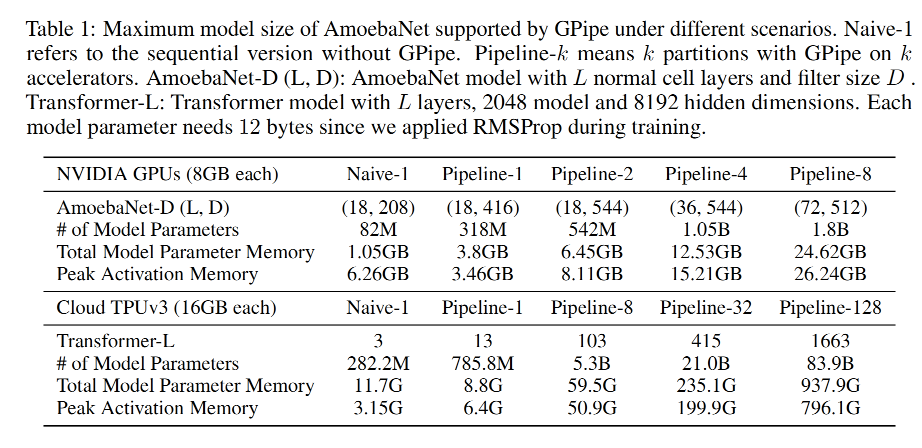 Table 1: Maximum model size of AmoebaNet supported by GPipe under different scenarios. Naive-1
refers to the sequential version without GPipe. Pipeline-k means k partitions with GPipe on k
accelerators. AmoebaNet-D (L, D): AmoebaNet model with L normal cell layers and filter size D .
Transformer-L: Transformer model with L layers, 2048 model and 8192 hidden dimensions. Each
model parameter needs 12 bytes since we applied RMSProp during training.
NVIDIA GPUs (8GB each) Naive-1 Pipeline-1 Pipeline-2 Pipeline-4 Pipeline-8
AmoebaNet-D (L, D) (18, 208) (18, 416) (18, 544) (36, 544) (72, 512)
# of Model Parameters 82M 318M 542M 1.05B 1.8B
Total Model Parameter Memory 1.05GB 3.8GB 6.45GB 12.53GB 24.62GB
Peak Activation Memory 6.26GB 3.46GB 8.11GB 15.21GB 26.24GB
Cloud TPUv3 (16GB each) Naive-1 Pipeline-1 Pipeline-8 Pipeline-32 Pipeline-128
Transformer-L 3 13 103 415 1663
# of Model Parameters 282.2M 785.8M 5.3B 21.0B 83.9B
Total Model Parameter Memory 11.7G 8.8G 59.5G 235.1G 937.9G
Peak Activation Memory 3.15G 6.4G 50.9G 199.9G 796.1G